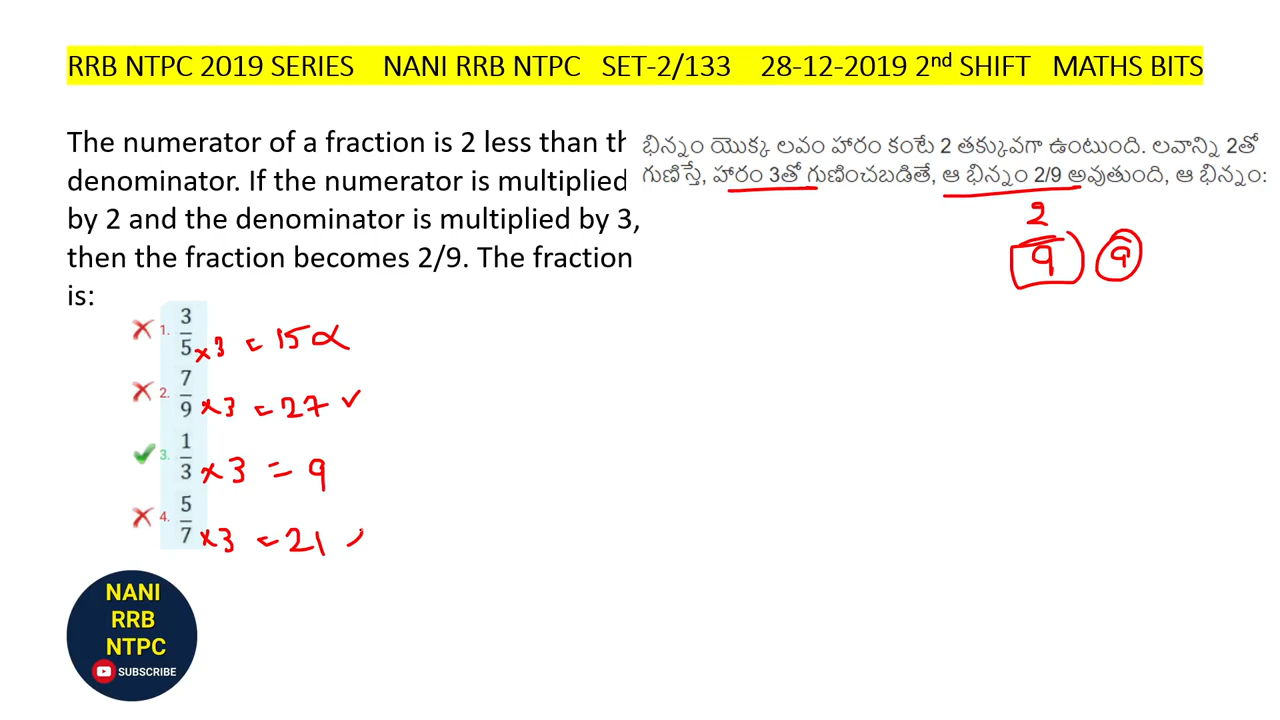 RRB NTPC 2019 SERIES NANI RRB NTPC SET-2/133 28-12-2019 2nd SHIFT MATHS BITS
The numerator of a fraction is 2 less than th
denominator. If the numerator is multiplied
by 2 and the denominator is multiplied by 3,
then the fraction becomes 2/9. The fraction
is:
భిన్నం యొక్క లవం హారం కంటే 2 తక్కువగా ఉంటుంది. లవాన్ని 2తో
గుణిస్తే, హారం 3తో గుణించబడితే, ఆ భిన్నం 2/9 అవుతుంది, ఆ భిన్నం:
2
9 9
1. 3/5 ×3 = 15
2. 7/9 ×3 = 27 ✓
3. 1/3 ×3 = 9
4. 5/7 ×3 = 21
NANI
RRB
NTPC
SUBSCRIBE